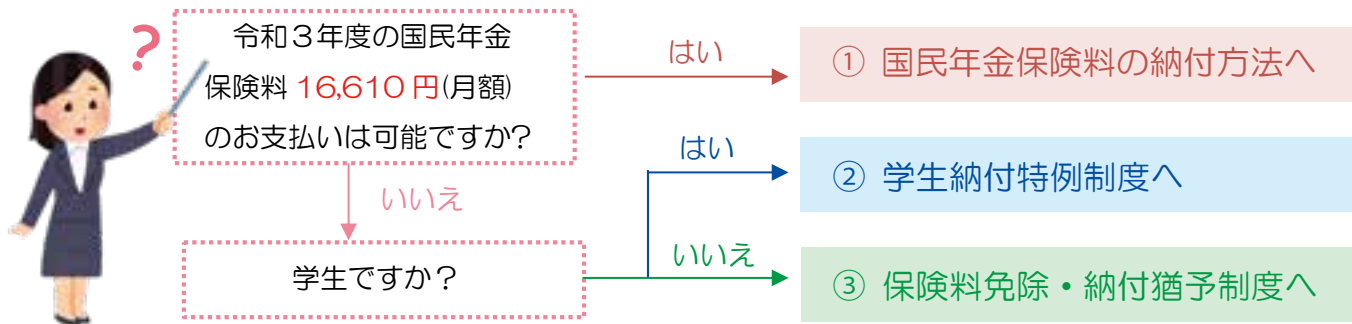 ?
令和３年度の国民年金
保険料 16,610 円(月額)
のお支払いは可能ですか?
はい
① 国民年金保険料の納付方法へ
はい
② 学生納付特例制度へ
いいえ
いいえ
学生ですか？
③ 保険料免除・納付猶予制度へ